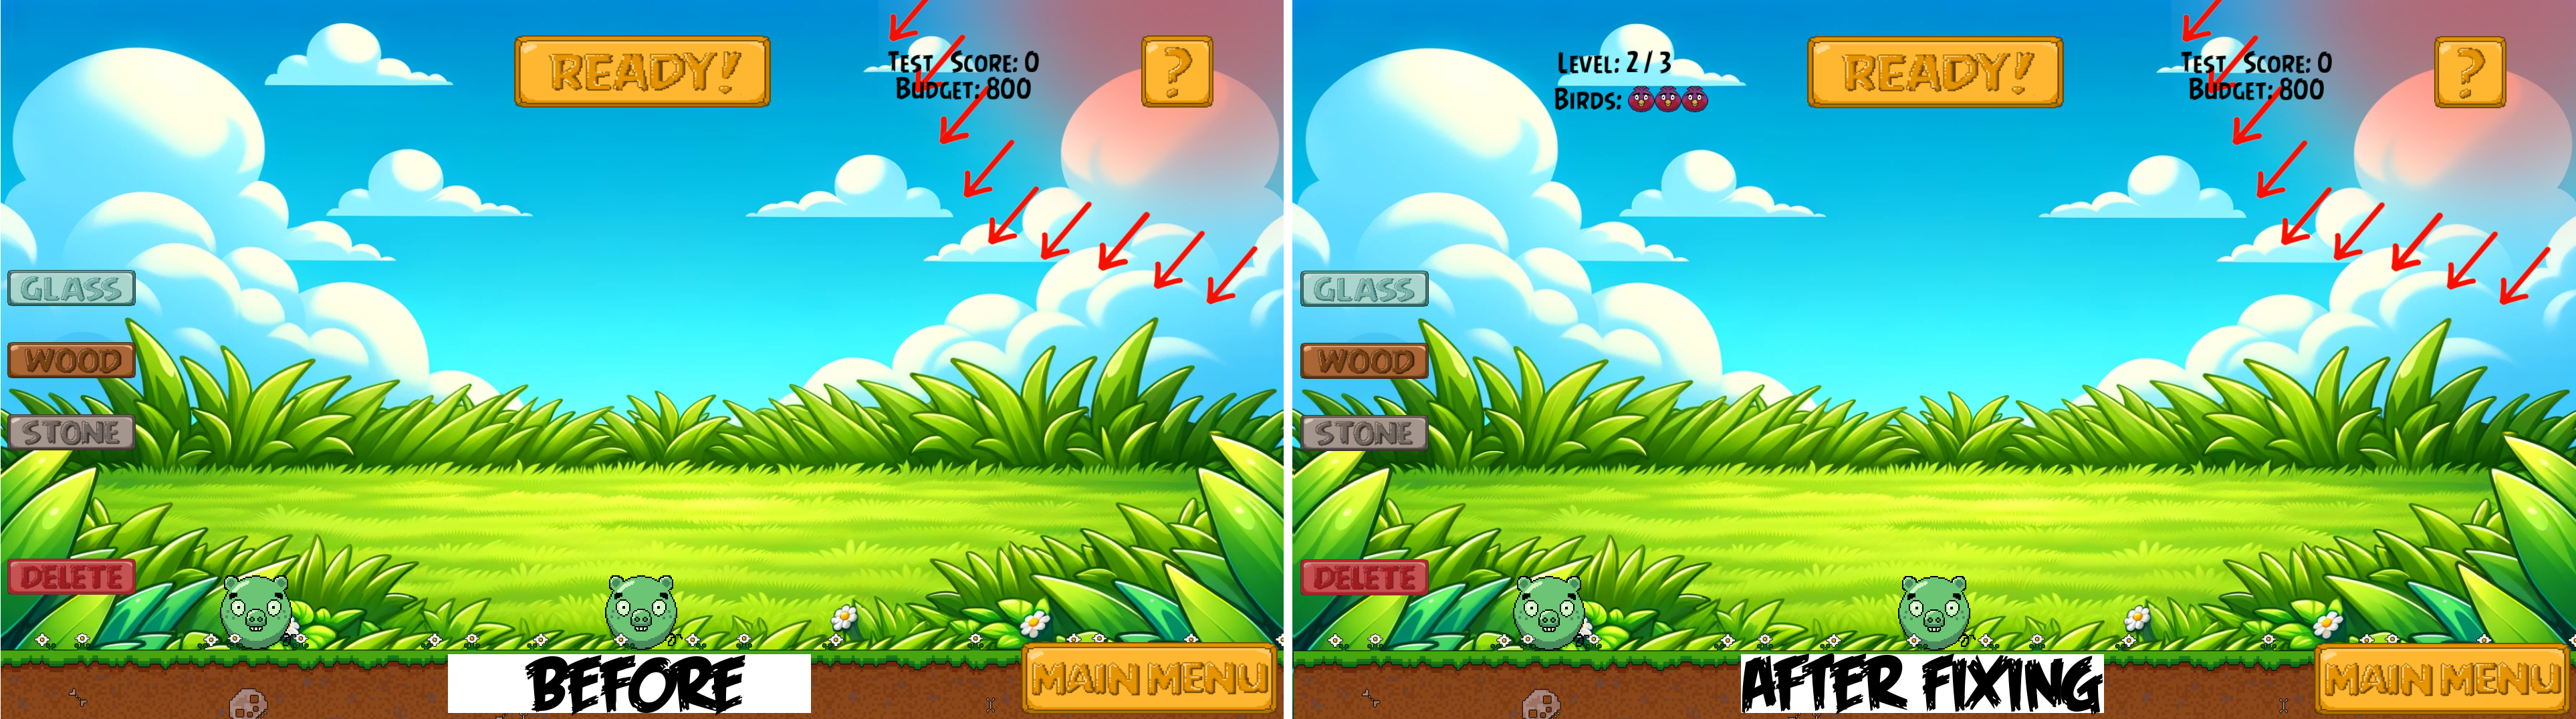 READY!
TEST SCORE: 0
BUDGET: 800
?
GLASS
WOOD
STONE
DELETE
BEFORE
MAIN MENU
LEVEL: 2 / 3
BIRDS:
READY!
TEST SCORE: 0
BUDGET: 800
?
GLASS
WOOD
STONE
DELETE
AFTER FIXING
MAIN MENU